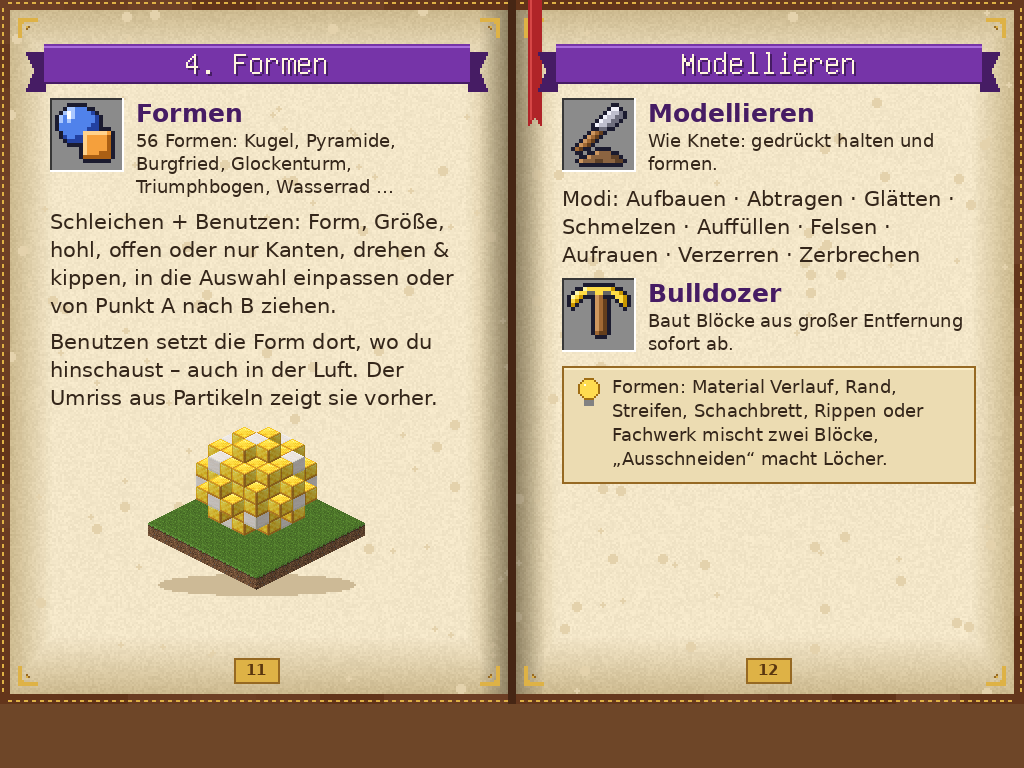 4. Formen
Formen
56 Formen: Kugel, Pyramide,
Burgfried, Glockenturm,
Triumphbogen, Wasserrad ...
Schleichen + Benutzen: Form, Größe,
hohl, offen oder nur Kanten, drehen &
kippen, in die Auswahl einpassen oder
von Punkt A nach B ziehen.
Benutzen setzt die Form dort, wo du
hinschaust – auch in der Luft. Der
Umriss aus Partikeln zeigt sie vorher.
11
Modellieren
Modellieren
Wie Knete: gedrückt halten und
formen.
Modi: Aufbauen · Abtragen · Glätten ·
Schmelzen · Auffüllen · Felsen ·
Aufrauen · Verzerren · Zerbrechen
Bulldozer
Baut Blöcke aus großer Entfernung
sofort ab.
Formen: Material Verlauf, Rand,
Streifen, Schachbrett, Rippen oder
Fachwerk mischt zwei Blöcke,
„Ausschneiden“ macht Löcher.
12